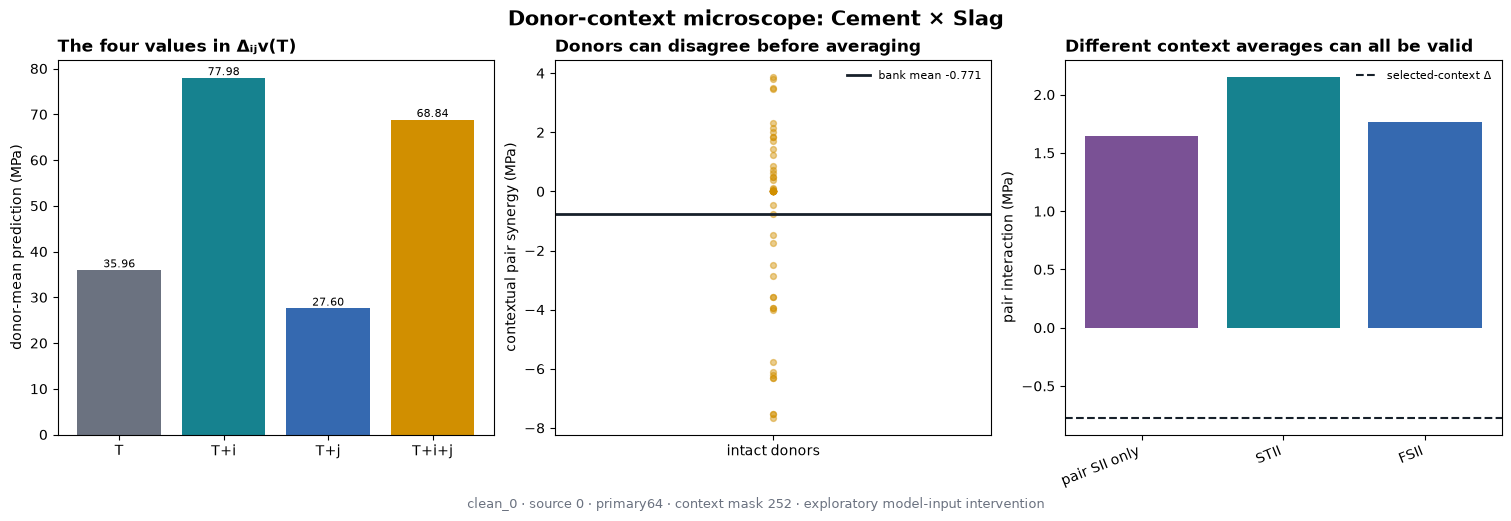 Donor-context microscope: Cement × Slag
The four values in Δᵢⱼv(T)
donor-mean prediction (MPa)
80
70
60
50
40
30
20
10
0
35.96
77.98
27.60
68.84
T
T+i
T+j
T+i+j
Donors can disagree before averaging
contextual pair synergy (MPa)
4
2
0
−2
−4
−6
−8
bank mean -0.771
intact donors
Different context averages can all be valid
pair interaction (MPa)
2.0
1.5
1.0
0.5
0.0
−0.5
selected-context Δ
pair SII only
STII
FSII
clean_0 · source 0 · primary64 · context mask 252 · exploratory model-input intervention